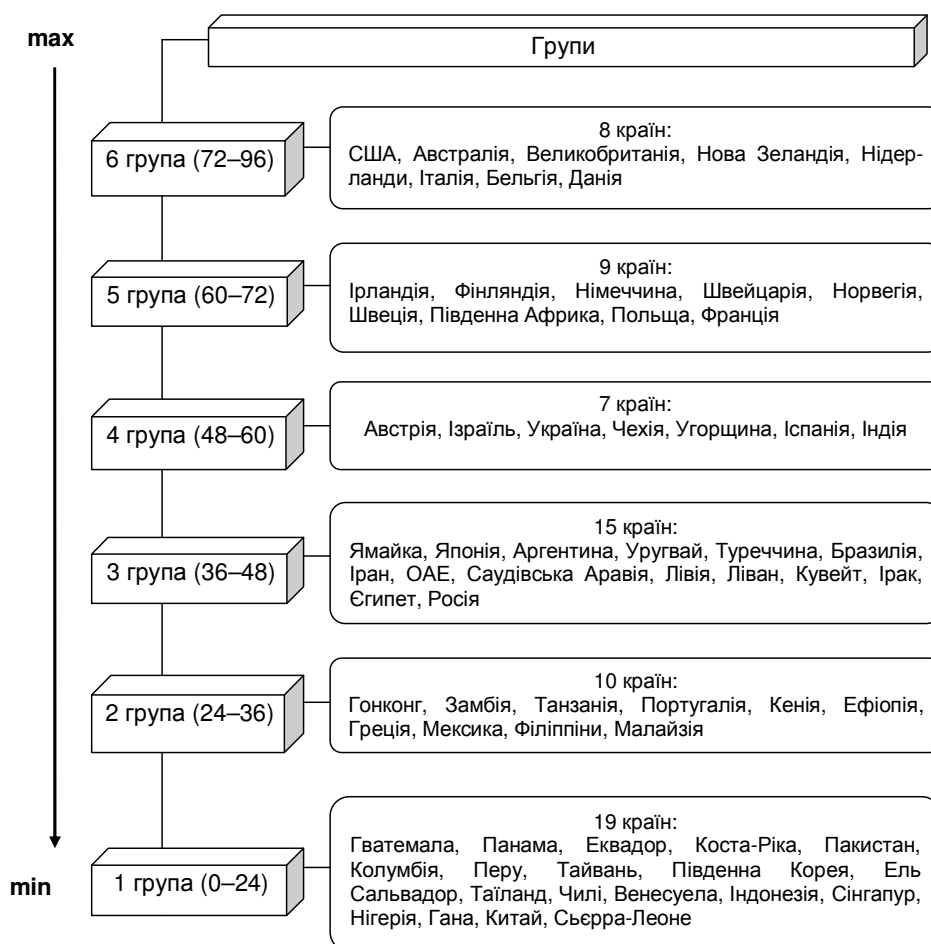 max
Групи
6 група (72–96)
8 країн:
США, Австралія, Великобританія, Нова Зеландія, Нідер-
ланди, Італія, Бельгія, Данія
5 група (60–72)
9 країн:
Ірландія, Фінляндія, Німеччина, Швейцарія, Норвегія,
Швеція, Південна Африка, Польща, Франція
4 група (48–60)
7 країн:
Австрія, Ізраїль, Україна, Чехія, Угорщина, Іспанія, Індія
3 група (36–48)
15 країн:
Ямайка, Японія, Аргентина, Уругвай, Туреччина, Бразилія,
Іран, ОАЕ, Саудівська Аравія, Лівія, Ліван, Кувейт, Ірак,
Єгипет, Росія
2 група (24–36)
10 країн:
Гонконг, Замбія, Танзанія, Португалія, Кенія, Ефіопія,
Греція, Мексика, Філіппіни, Малайзія
min
1 група (0–24)
19 країн:
Гватемала, Панама, Еквадор, Коста-Ріка, Пакистан,
Колумбія, Перу, Тайвань, Південна Корея, Ель
Сальвадор, Таїланд, Чилі, Венесуела, Індонезія, Сінгапур,
Нігерія, Гана, Китай, Сьєрра-Леоне